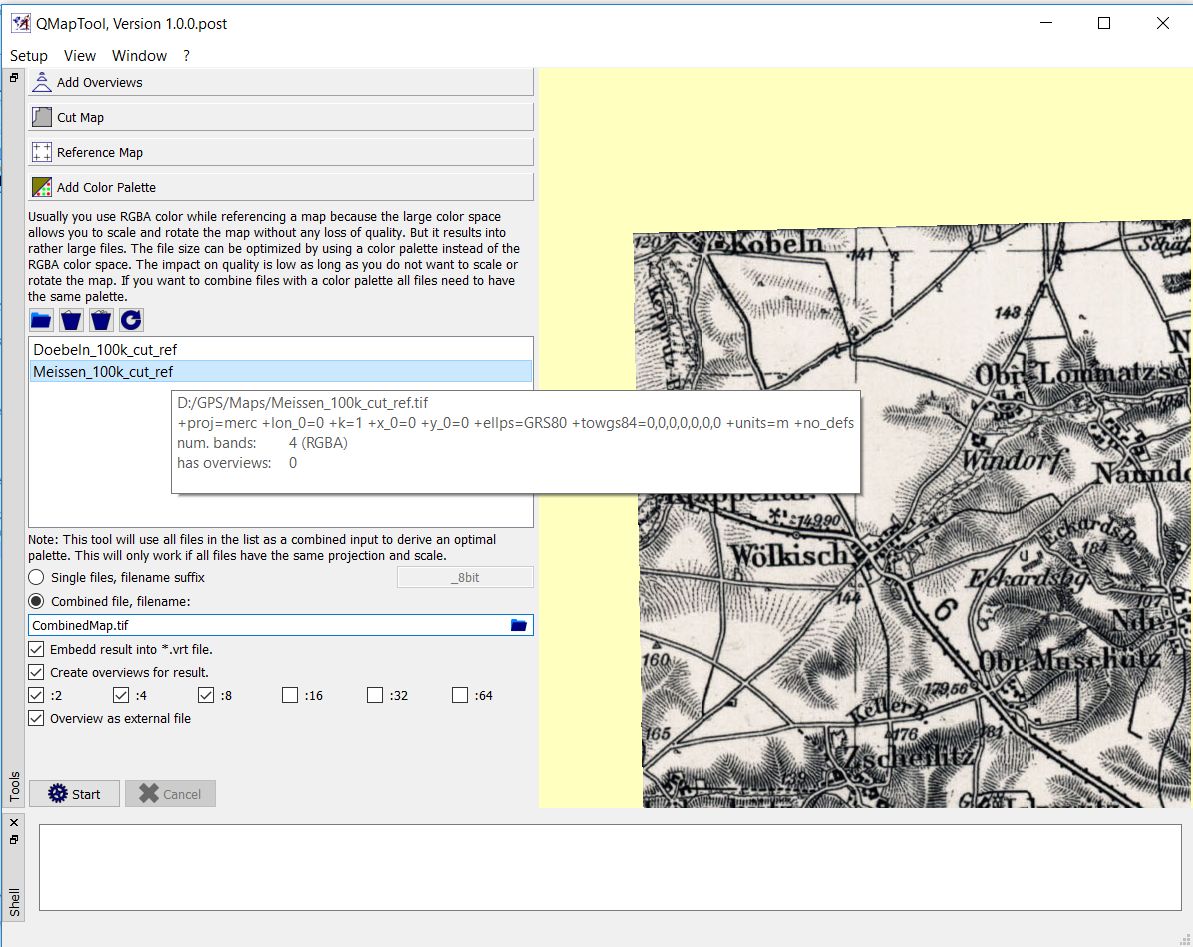 QMapTool, Version 1.0.0.post
Setup View Window ?
Add Overviews
Cut Map
Reference Map
Add Color Palette
Usually you use RGBA color while referencing a map because the large color space
allows you to scale and rotate the map without any loss of quality. But it results into
rather large files. The file size can be optimized by using a color palette instead of the
RGBA color space. The impact on quality is low as long as you do not want to scale or
rotate the map. If you want to combine files with a color palette all files need to have
the same palette.
Doebeln_100k_cut_ref
Meissen_100k_cut_ref
D:/GPS/Maps/Meissen_100k_cut_ref.tif
+proj=merc +lon_0=0 +k=1 +x_0=0 +y_0=0 +ellps=GRS80 +towgs84=0,0,0,0,0,0,0 +units=m +no_defs
num. bands: 4 (RGBA)
has overviews: 0
Note: This tool will use all files in the list as a combined input to derive an optimal
palette. This will only work if all files have the same projection and scale.
Single files, filename suffix _8bit
Combined file, filename:
CombinedMap.tif
Embedd result into *.vrt file.
Create overviews for result.
:2 :4 :8 :16 :32 :64
Overview as external file
Start Cancel
Tools
Shell
120
Kobeln
141
143
Obr. Lommatzsch
Windorf
Naundo
149,90
Wölkisch
144
EckardsB.
184
Eckardsbg
107
6
160
Obr. Muschütz
179,56
Keller B.
176
181
165
Zscheilitz
139